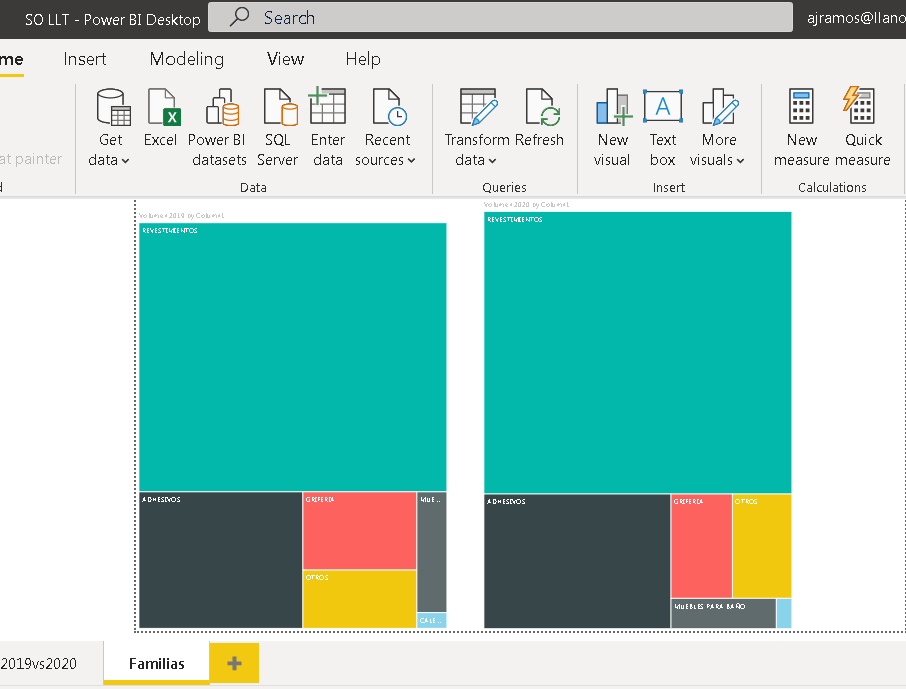 SO LLT - Power BI Desktop
Search
ajramos@llano
me
Insert
Modeling
View
Help
at painter
Get data
Excel
Power BI datasets
SQL Server
Enter data
Recent sources
Transform data
Refresh
New visual
Text box
More visuals
New measure
Quick measure
Data
Queries
Insert
Calculations
Volumen 2019 by Column1
REVESTIMIENTOS
ADHESIVOS
GRIFERIA
MUE...
OTROS
CALE...
Volumen 2020 by Column1
REVESTIMIENTOS
ADHESIVOS
GRIFERIA
OTROS
MUEBLES PARA BAÑO
2019vs2020
Familias